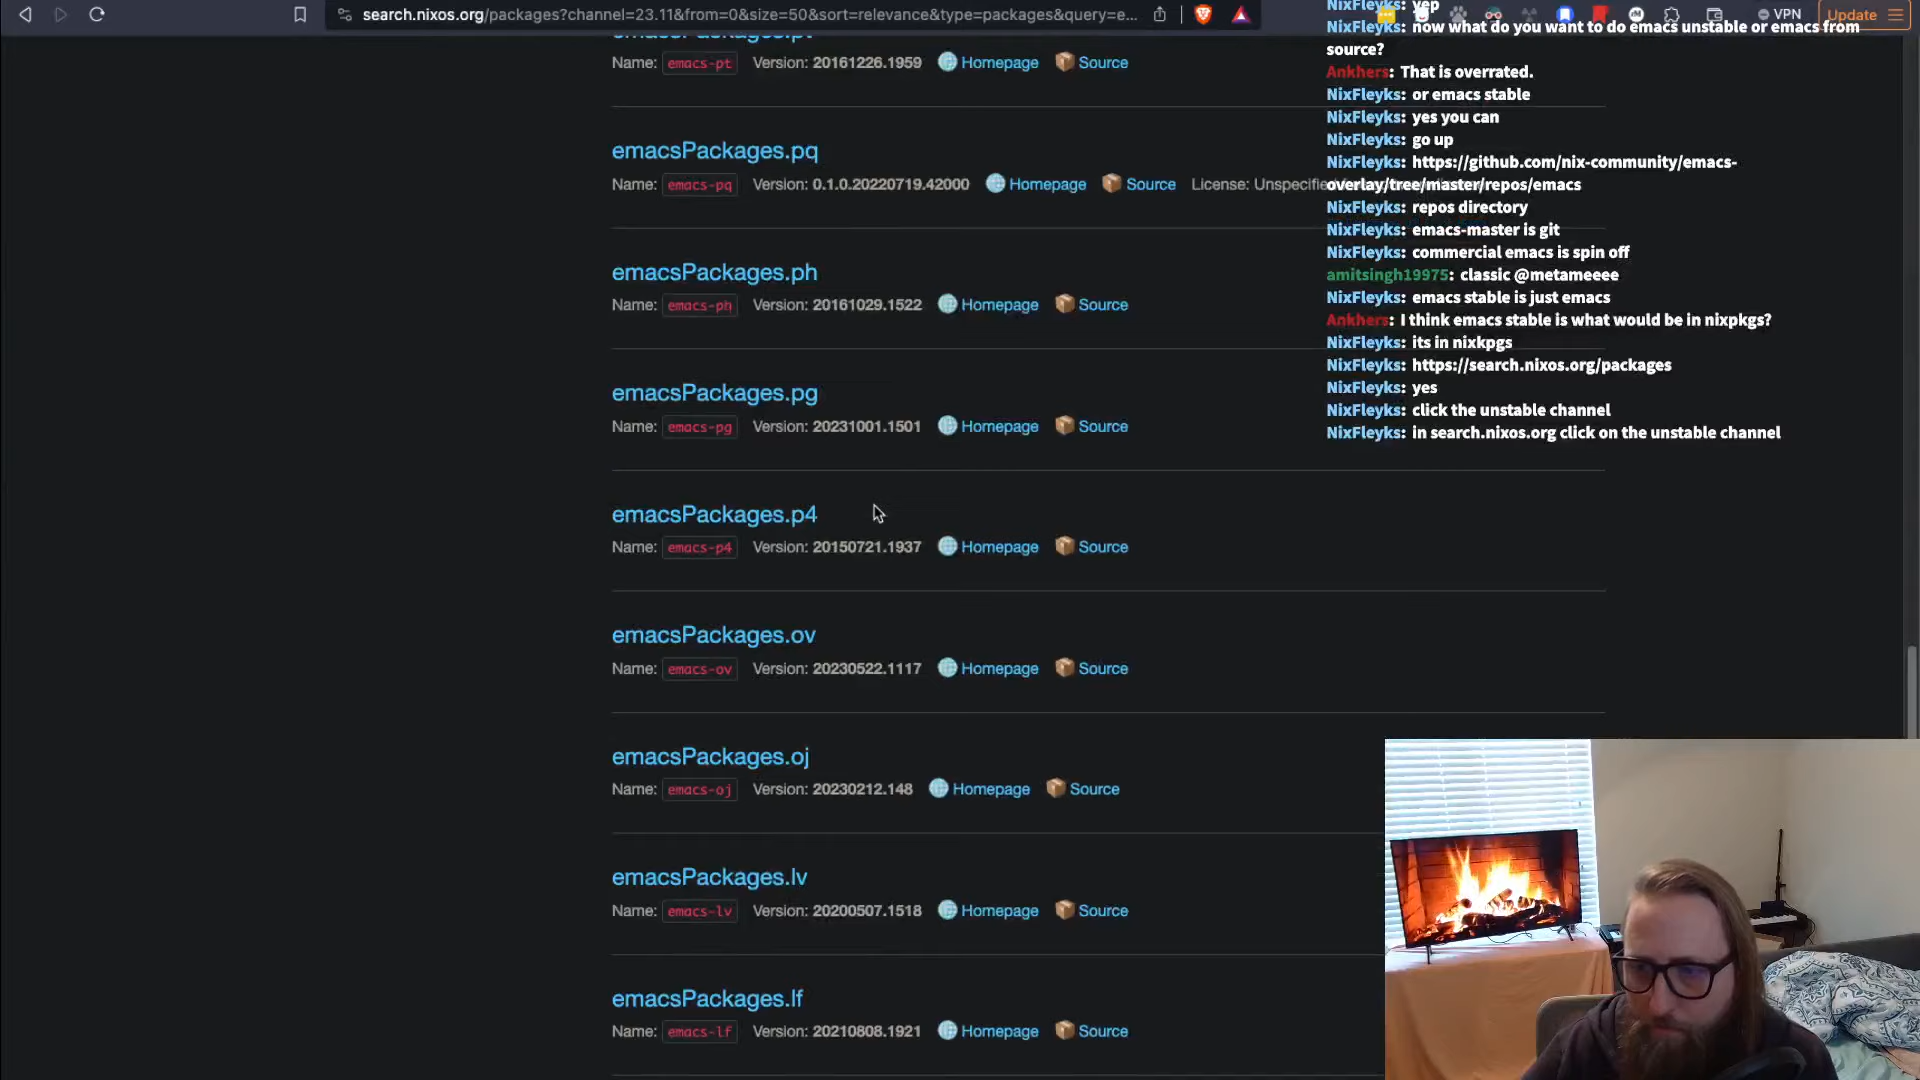 search.nixos.org/packages?channel=23.11&from=0&size=50&sort=relevance&type=packages&query=e...
VPN
Update
Name: emacs-pt Version: 20161226.1959 Homepage Source
emacsPackages.pq
Name: emacs-pq Version: 0.1.0.20220719.42000 Homepage Source License: Unspecifie
emacsPackages.ph
Name: emacs-ph Version: 20161029.1522 Homepage Source
emacsPackages.pg
Name: emacs-pg Version: 20231001.1501 Homepage Source
emacsPackages.p4
Name: emacs-p4 Version: 20150721.1937 Homepage Source
emacsPackages.ov
Name: emacs-ov Version: 20230522.1117 Homepage Source
emacsPackages.oj
Name: emacs-oj Version: 20230212.148 Homepage Source
emacsPackages.lv
Name: emacs-lv Version: 20200507.1518 Homepage Source
emacsPackages.lf
Name: emacs-lf Version: 20210808.1921 Homepage Source
NixFleyks: yep
NixFleyks: now what do you want to do emacs unstable or emacs from
source?
Ankhers: That is overrated.
NixFleyks: or emacs stable
NixFleyks: yes you can
NixFleyks: go up
NixFleyks: https://github.com/nix-community/emacs-
overlay/tree/master/repos/emacs
NixFleyks: repos directory
NixFleyks: emacs-master is git
NixFleyks: commercial emacs is spin off
amitsingh19975: classic @metameeee
NixFleyks: emacs stable is just emacs
Ankhers: I think emacs stable is what would be in nixpkgs?
NixFleyks: its in nixkpgs
NixFleyks: https://search.nixos.org/packages
NixFleyks: yes
NixFleyks: click the unstable channel
NixFleyks: in search.nixos.org click on the unstable channel